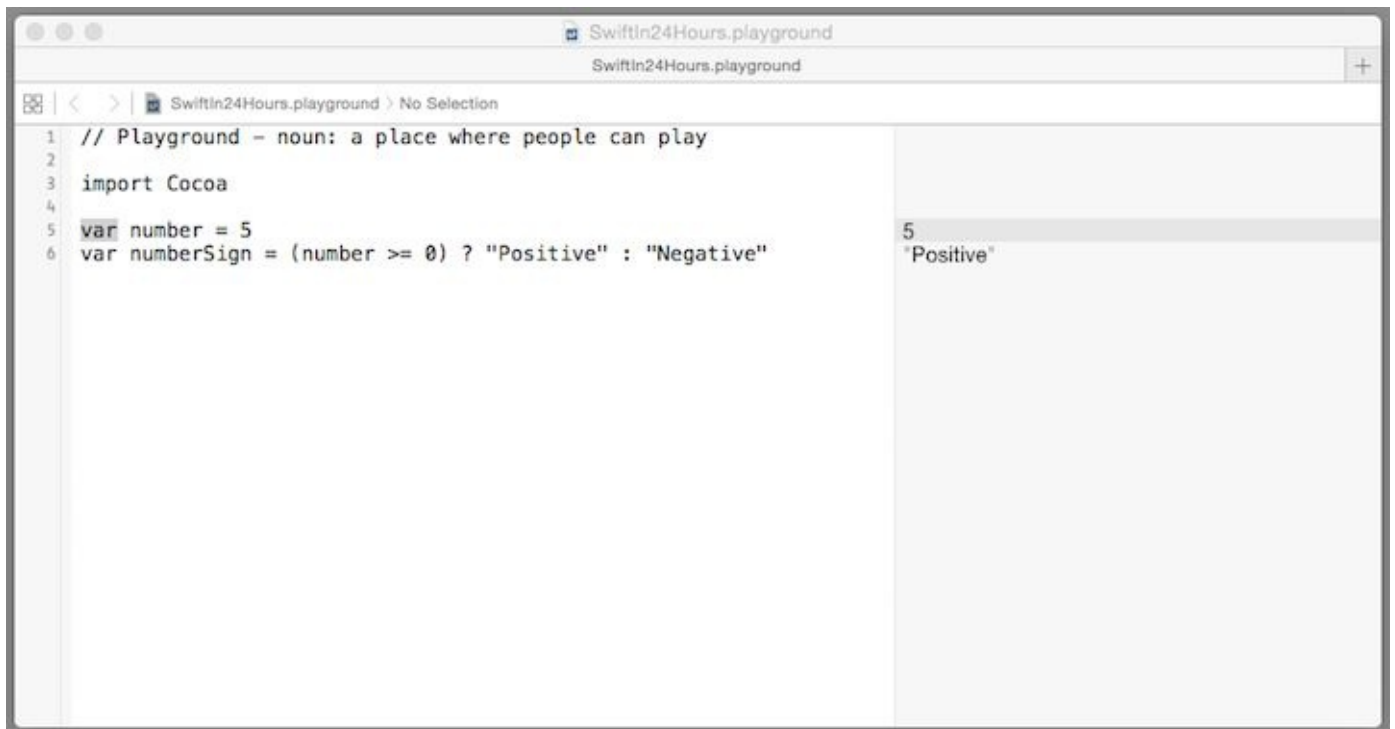 SwiftIn24Hours.playground
SwiftIn24Hours.playground
+
SwiftIn24Hours.playground 〉 No Selection
1 // Playground – noun: a place where people can play
2
3 import Cocoa
4
5 var number = 5 5
6 var numberSign = (number >= 0) ? "Positive" : "Negative" "Positive"